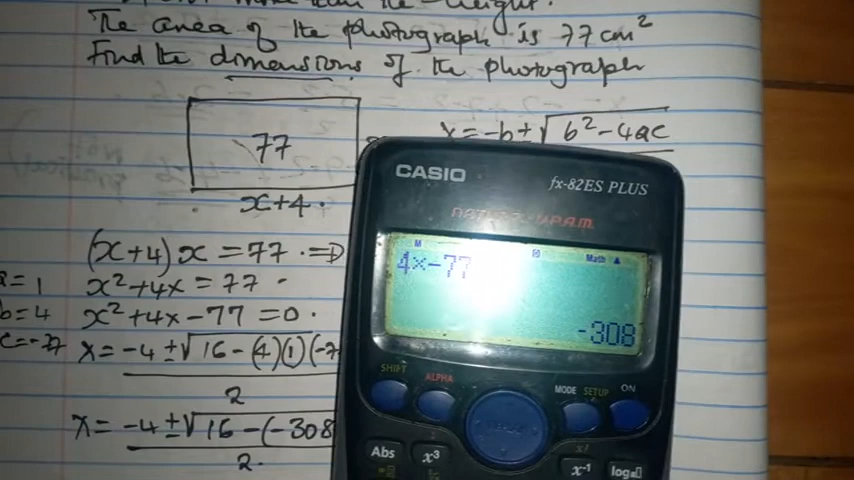 The area of the photograph is 77 cm²
Find the dimensions of the photograph
77
x = -b ± √b² - 4ac
x+4.
CASIO
fx-82ES PLUS
M Math ▲
4×-77
-308
(x+4) x = 77 . ⇒
a = 1 x² + 4x = 77
b = 4 x² + 4x - 77 = 0.
x = -4 ± √16 - (4)(1)(-7
2
x = -4 ± √16 - (-308
2.
SHIFT ALPHA MODE SETUP ON
Abs x³ x⁻¹ log